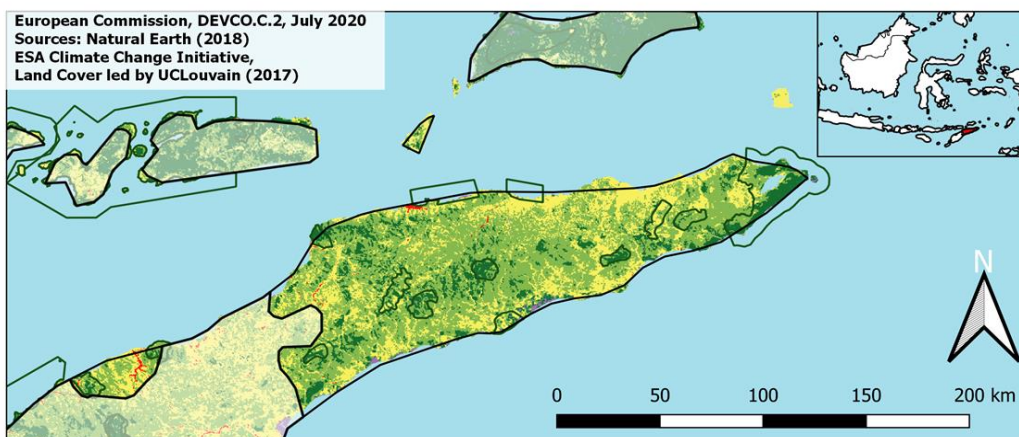 European Commission, DEVCO.C.2, July 2020
Sources: Natural Earth (2018)
ESA Climate Change Initiative,
Land Cover led by UCLouvain (2017)
N
0 50 100 150 200 km